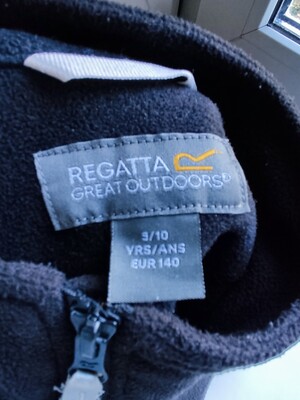 REGATTA
GREAT OUTDOORS®
9/10
YRS/ANS
EUR 140